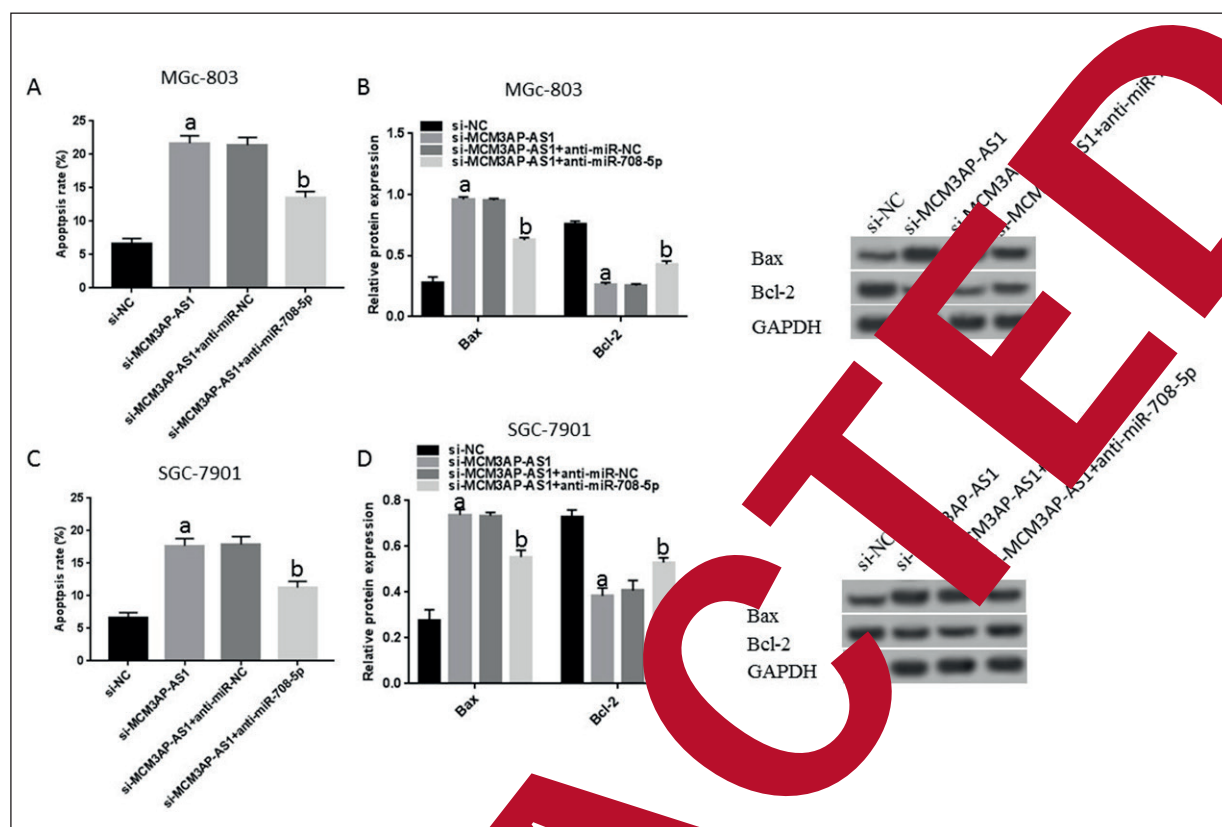 A
MGc-803
Apoptpsis rate (%)
25
20
15
10
5
0
si-NC
si-MCM3AP-AS1
si-MCM3AP-AS1+anti-miR-NC
si-MCM3AP-AS1+anti-miR-708-5p
a
b
B
MGc-803
si-NC
si-MCM3AP-AS1
si-MCM3AP-AS1+anti-miR-NC
si-MCM3AP-AS1+anti-miR-708-5p
Relative protein expression
1.5
1.0
0.5
0.0
a
b
a
b
Bax
Bcl-2
si-NC
si-MCM3AP-AS1
Bax
Bcl-2
GAPDH
C
SGC-7901
Apoptpsis rate (%)
25
20
15
10
5
0
si-NC
si-MCM3AP-AS1
si-MCM3AP-AS1+anti-miR-NC
si-MCM3AP-AS1+anti-miR-708-5p
a
b
D
SGC-7901
si-NC
si-MCM3AP-AS1
si-MCM3AP-AS1+anti-miR-NC
si-MCM3AP-AS1+anti-miR-708-5p
Relative protein expression
0.8
0.6
0.4
0.2
0.0
a
b
a
b
Bax
Bcl-2
si-NC
si-MCM3AP-AS1+anti-miR-708-5p
Bax
Bcl-2
GAPDH
CTED